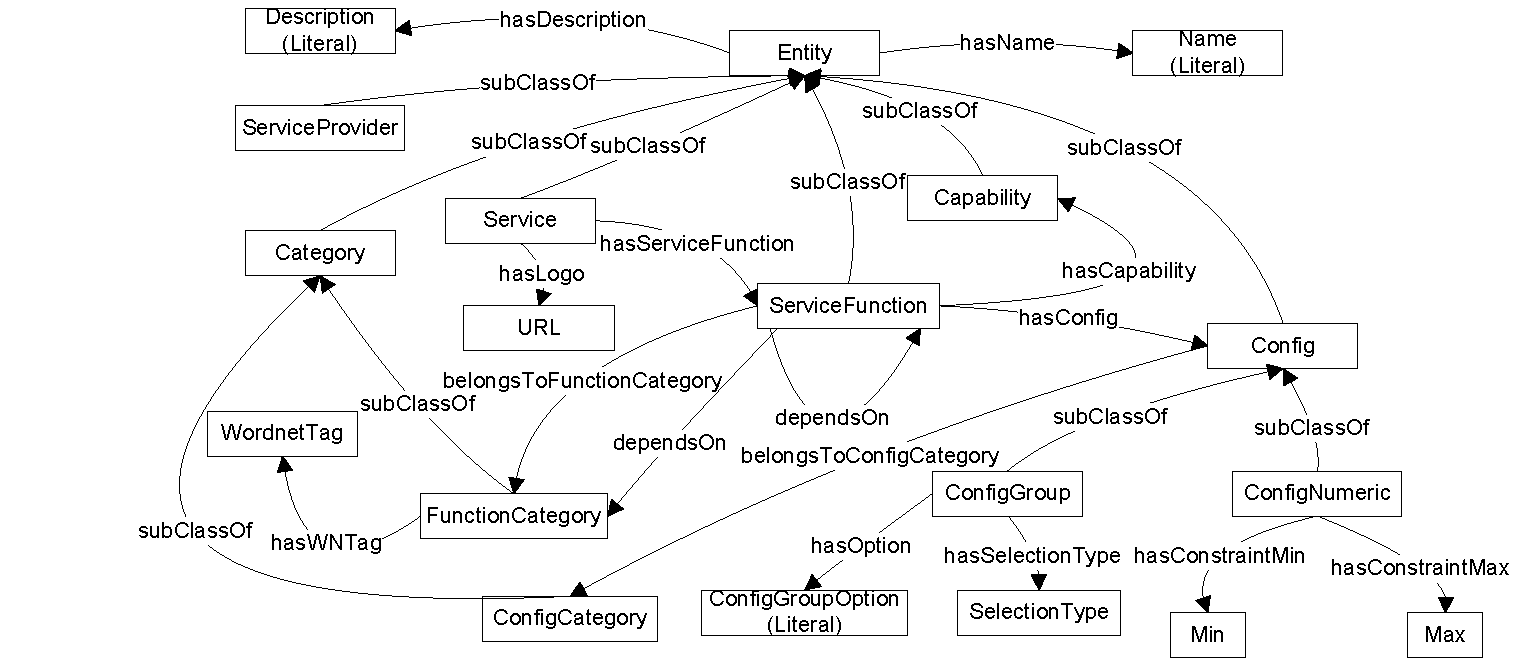 Description
(Literal)
hasDescription
Entity
hasName
Name
(Literal)
subClassOf
ServiceProvider
subClassOf
subClassOf
subClassOf
subClassOf
subClassOf
Capability
Service
hasServiceFunction
Category
hasLogo
hasCapability
URL
ServiceFunction
hasConfig
Config
belongsToFunctionCategory
subClassOf
dependsOn
subClassOf
subClassOf
WordnetTag
dependsOn
belongsToConfigCategory
ConfigGroup
ConfigNumeric
FunctionCategory
subClassOf
hasWNTag
hasOption
hasSelectionType
hasConstraintMin
hasConstraintMax
ConfigCategory
ConfigGroupOption
(Literal)
SelectionType
Min
Max